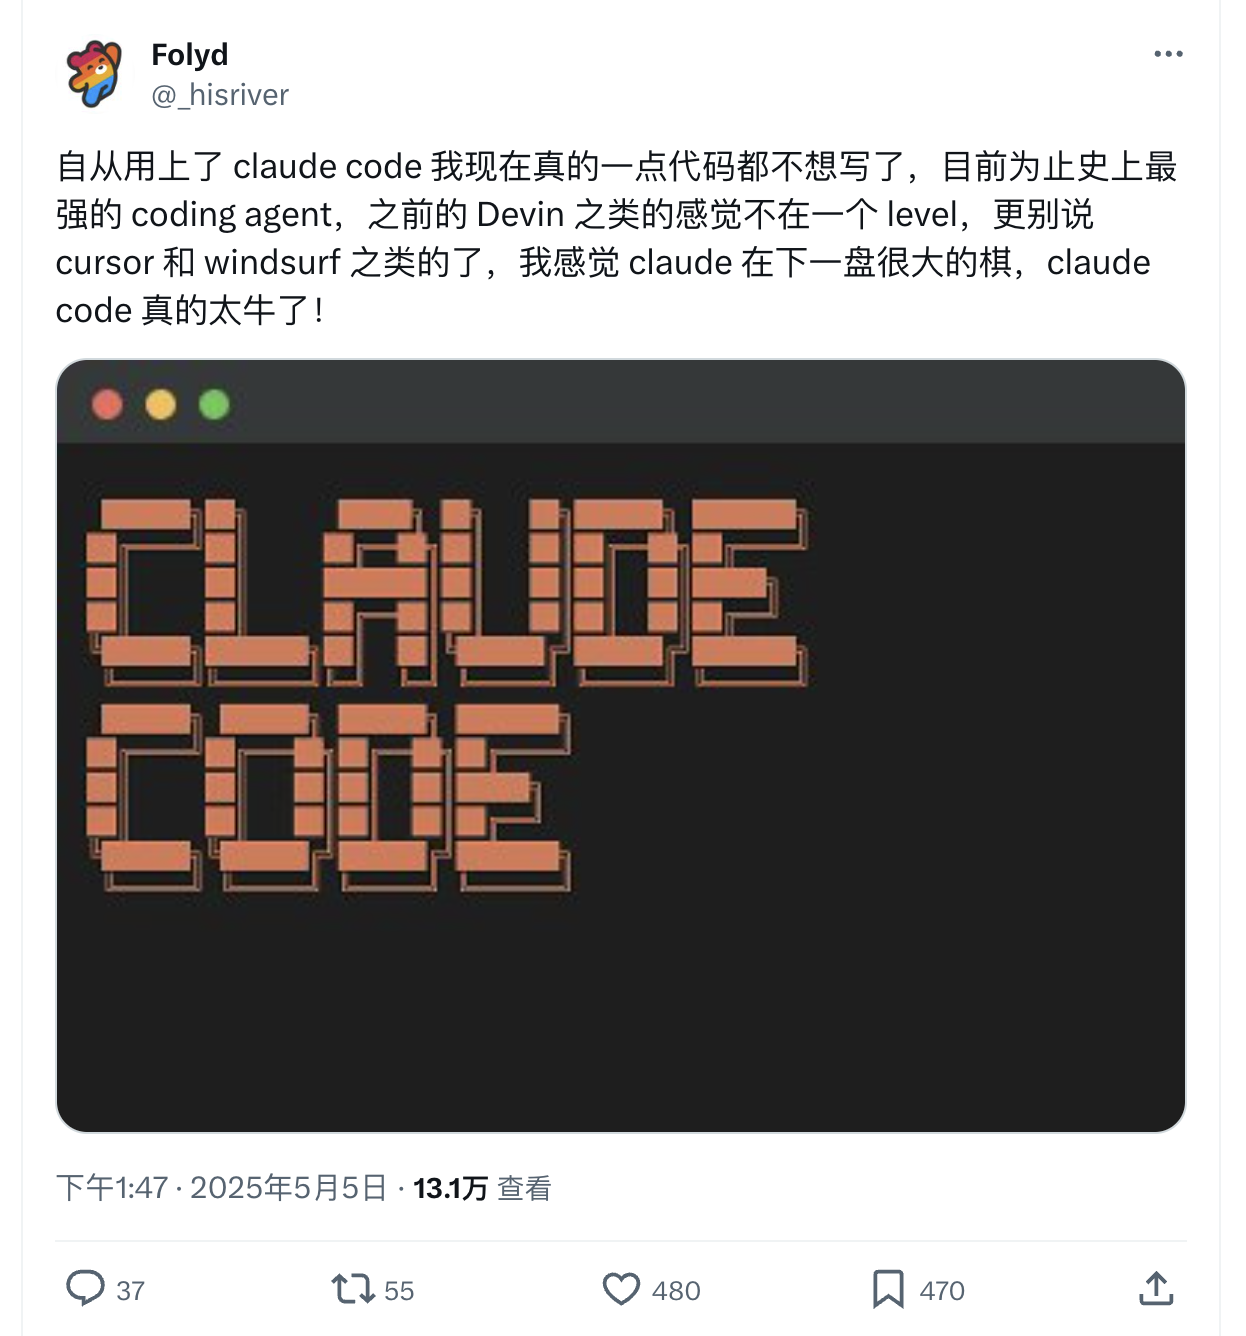 Folyd
@_hisriver
自从用上了 claude code 我现在真的一点代码都不想写了，目前为止史上最
强的 coding agent，之前的 Devin 之类的感觉不在一个 level，更别说
cursor 和 windsurf 之类的了，我感觉 claude 在下一盘很大的棋，claude
code 真的太牛了！
CLAUDE
CODE
下午1:47 · 2025年5月5日 · 13.1万 查看
37 55 480 470